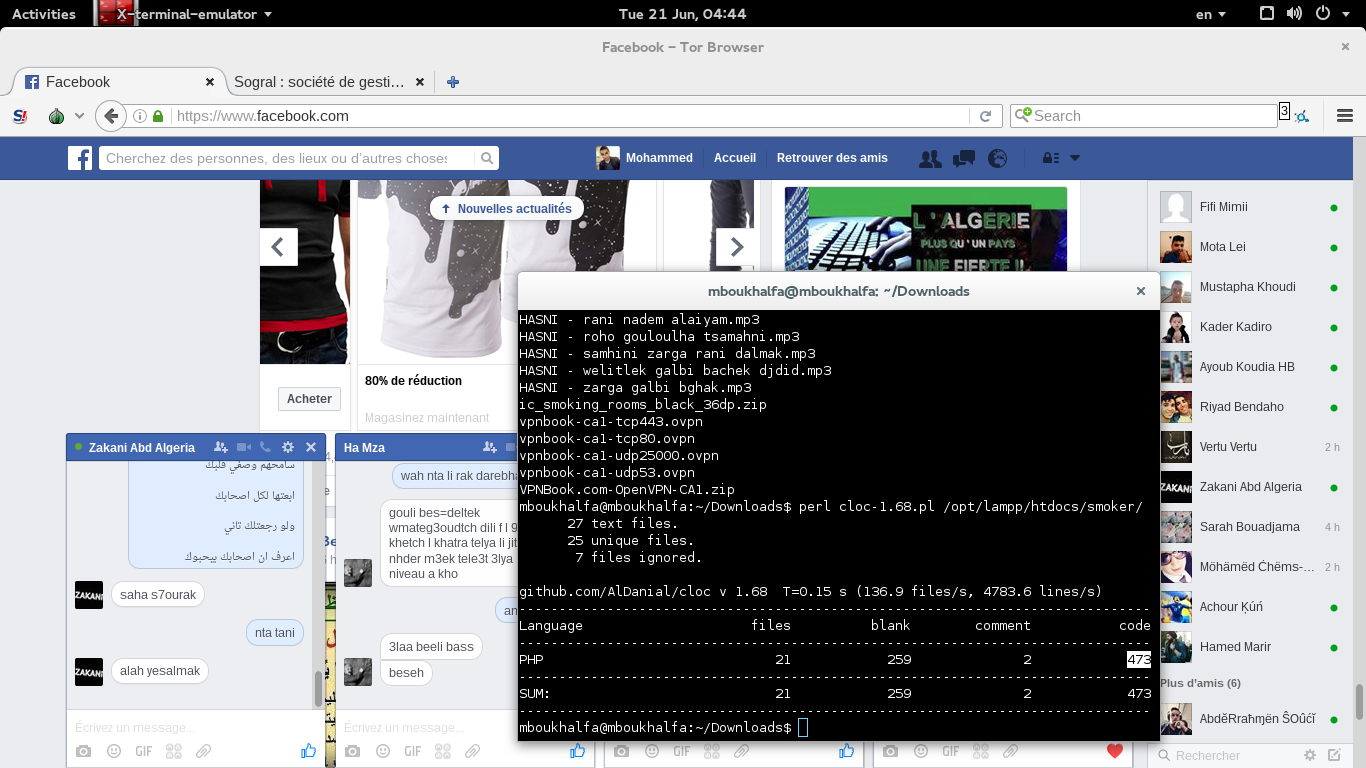 Activities
X-terminal-emulator
Tue 21 Jun, 04:44
en
Facebook – Tor Browser
Facebook
Sogral : société de gesti…
https://www.facebook.com
Search
3
Cherchez des personnes, des lieux ou d'autres choses
Mohammed
Accueil
Retrouver des amis
Nouvelles actualités
L'ALGERIE
PLUS QU'UN PAYS
UNE FIERTE !!
Acheter
80% de réduction
Magasinez maintenant
Zakani Abd Algeria
سامحهم وصفي قلبك
ابعتها لكل اصحابك
ولو رجعتلك تاني
اعرف ان اصحابك بيحبوك
ZAKANI
saha s7ourak
nta tani
ZAKANI
alah yesalmak
Écrivez un message...
GIF
Ha Mza
wah nta li rak darebha
gouli bes=deltek
wmateg3oudtch dili f l 9
khetch l khatra telya li jit
nhder m3ek tele3t 3lya
niveau a kho
an
3laa beeli bass
beseh
Écrivez un message...
GIF
GIF
GIF
mboukhalfa@mboukhalfa: ~/Downloads
HASNI - rani nadem alaiyam.mp3
HASNI - roho gouloulha tsamahni.mp3
HASNI - samhini zarga rani dalmak.mp3
HASNI - welitlek galbi bachek djdid.mp3
HASNI - zarga galbi bghak.mp3
ic_smoking_rooms_black_36dp.zip
vpnbook-ca1-tcp443.ovpn
vpnbook-ca1-tcp80.ovpn
vpnbook-ca1-udp25000.ovpn
vpnbook-ca1-udp53.ovpn
VPNBook.com-OpenVPN-CA1.zip
mboukhalfa@mboukhalfa:~/Downloads$ perl cloc-1.68.pl /opt/lampp/htdocs/smoker/
27 text files.
25 unique files.
7 files ignored.
github.com/AlDanial/cloc v 1.68  T=0.15 s (136.9 files/s, 4783.6 lines/s)
-------------------------------------------------------------------------------
Language files blank comment code
-------------------------------------------------------------------------------
PHP 21 259 2 473
-------------------------------------------------------------------------------
SUM: 21 259 2 473
-------------------------------------------------------------------------------
mboukhalfa@mboukhalfa:~/Downloads$
Fifi Mimii
Mota Lei
Mustapha Khoudi
Kader Kadiro
Ayoub Koudia HB
Riyad Bendaho
Vertu Vertu 2 h
ZAKANI
Zakani Abd Algeria
Sarah Bouadjama 4 h
Möhämëd Ċhëms-… 2 h
Achour Ķúń
Hamed Marir
Plus d'amis (6)
AbdĕRraħɱën ŜOûćĭ
Rechercher